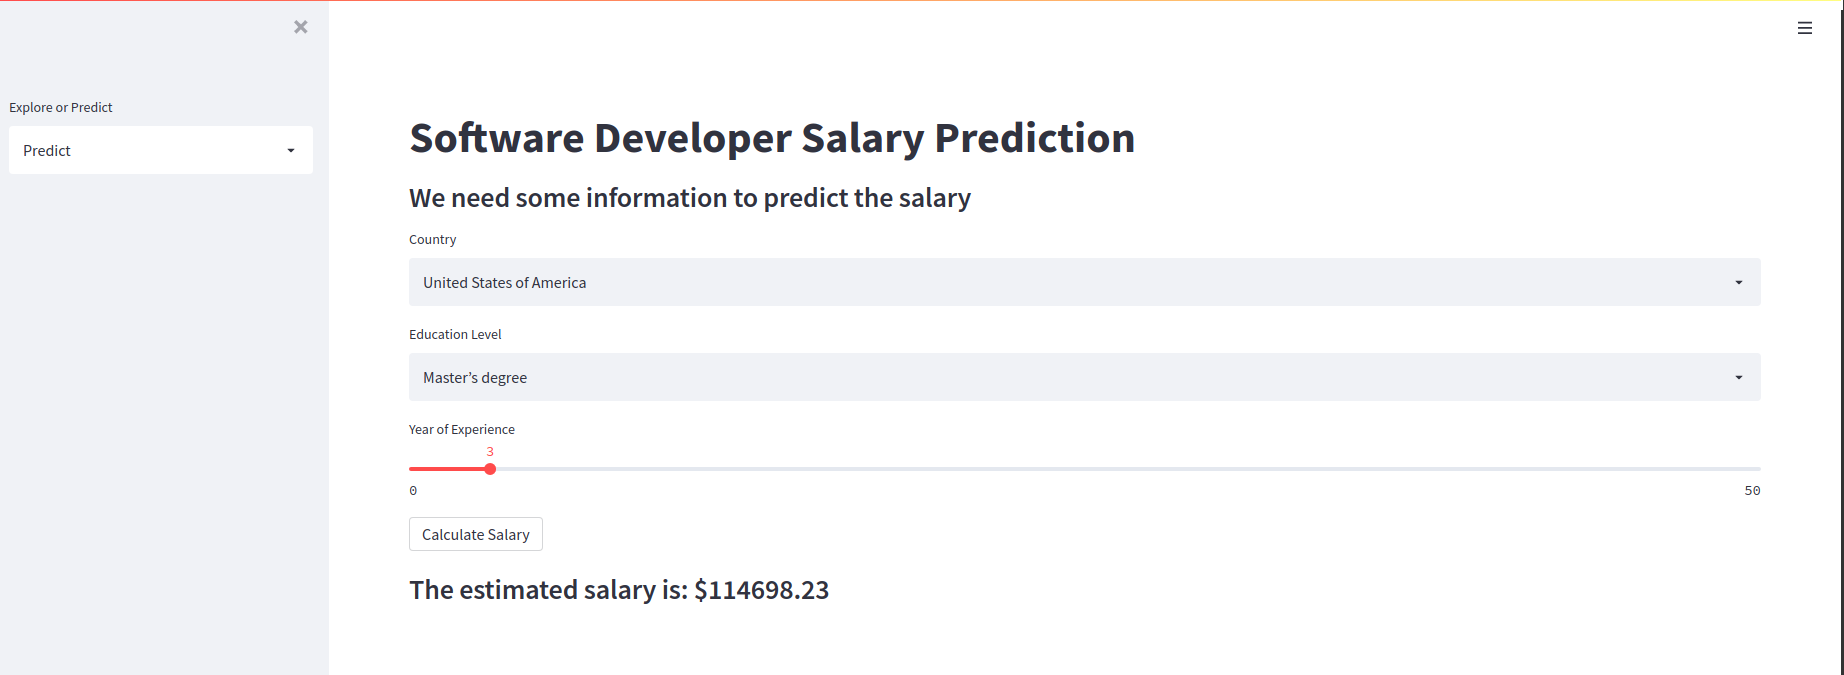 Explore or Predict
Predict
Software Developer Salary Prediction
We need some information to predict the salary
Country
United States of America
Education Level
Master’s degree
Year of Experience
3
0 50
Calculate Salary
The estimated salary is: $114698.23